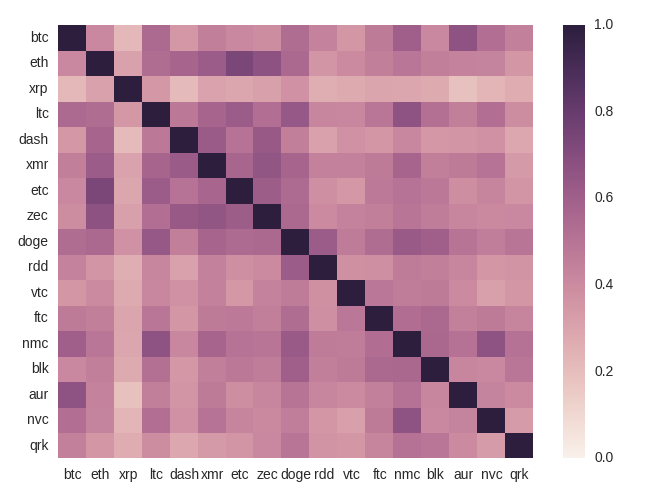 btc
eth
xrp
ltc
dash
xmr
etc
zec
doge
rdd
vtc
ftc
nmc
blk
aur
nvc
qrk
btc eth xrp ltc dash xmr etc zec doge rdd vtc ftc nmc blk aur nvc qrk
1.0
0.8
0.6
0.4
0.2
0.0